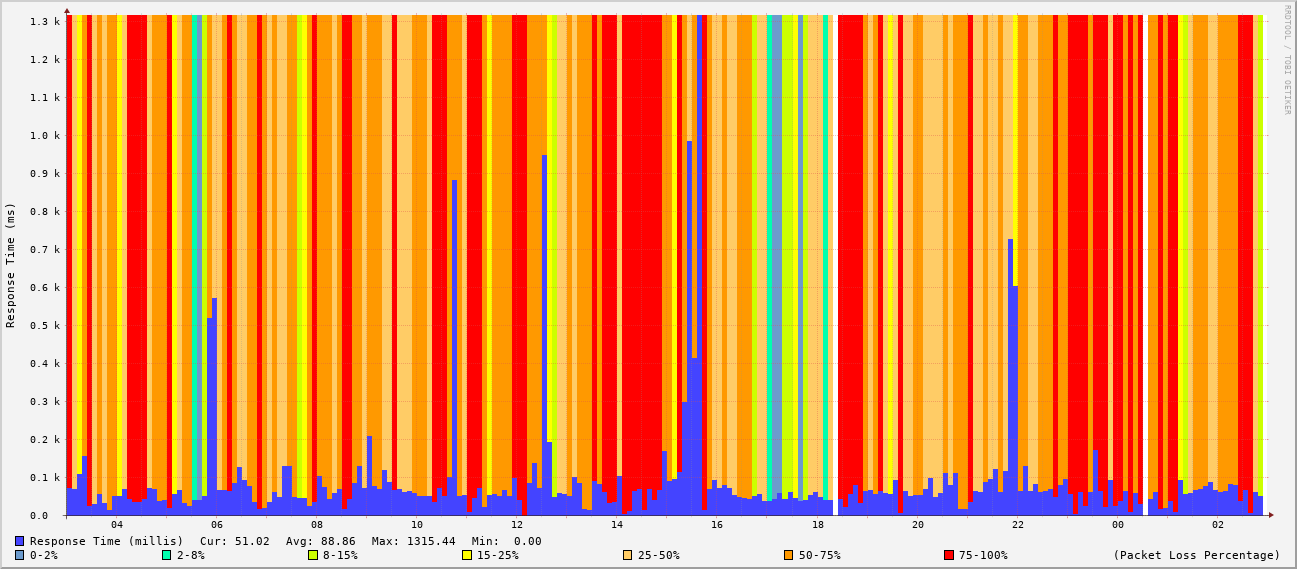 1.3 k
1.2 k
1.1 k
1.0 k
0.9 k
0.8 k
0.7 k
0.6 k
0.5 k
0.4 k
0.3 k
0.2 k
0.1 k
0.0
Response Time (ms)
RRDTOOL / TOBI OETIKER
04 06 08 10 12 14 16 18 20 22 00 02
Response Time (millis) Cur: 51.02 Avg: 88.86 Max: 1315.44 Min: 0.00
0-2% 2-8% 8-15% 15-25% 25-50% 50-75% 75-100% (Packet Loss Percentage)